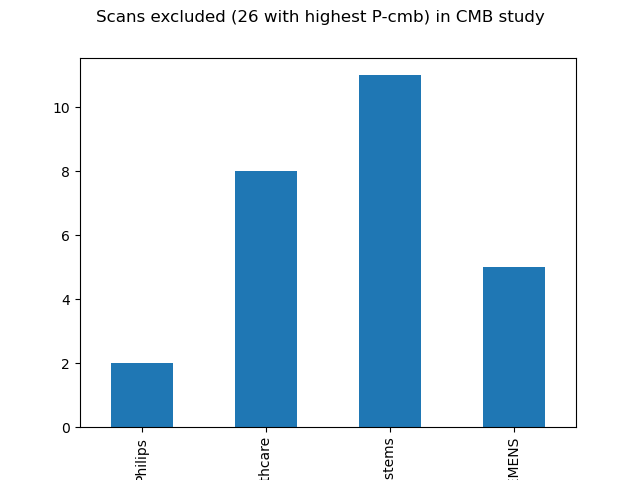 Scans excluded (26 with highest P-cmb) in CMB study
10
8
6
4
2
0
Philips
thcare
stems
EMENS